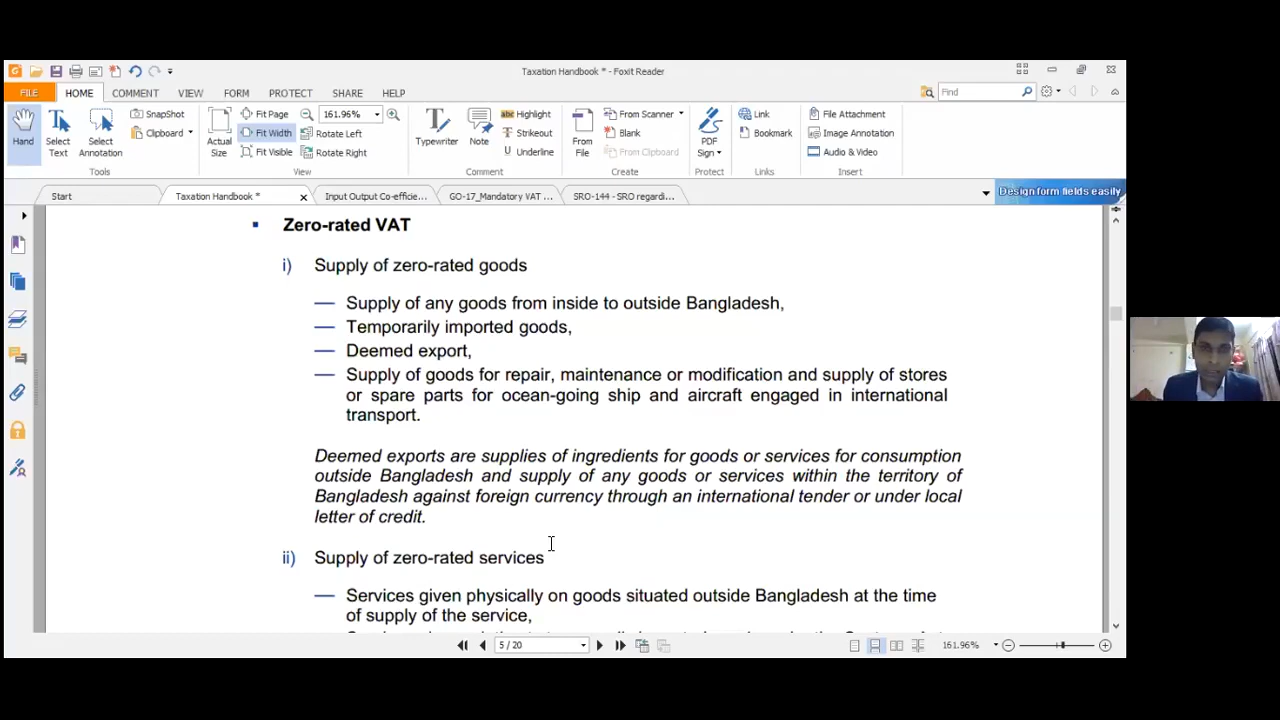 Taxation Handbook * - Foxit Reader
FILE HOME COMMENT VIEW FORM PROTECT SHARE HELP
Find
Hand
Select Text
Select Annotation
SnapShot
Clipboard
Tools
Actual Size
Fit Page
Fit Width
Fit Visible
161.96%
Rotate Left
Rotate Right
View
Typewriter
Note
Highlight
Strikeout
Underline
Comment
From File
From Scanner
Blank
From Clipboard
Create
PDF Sign
Protect
Link
Bookmark
Links
File Attachment
Image Annotation
Audio & Video
Insert
Start Taxation Handbook * Input Output Co-efficie... GO-17_Mandatory VAT ... SRO-144 - SRO regardi... Design form fields easily
▪ Zero-rated VAT
i) Supply of zero-rated goods
— Supply of any goods from inside to outside Bangladesh,
— Temporarily imported goods,
— Deemed export,
— Supply of goods for repair, maintenance or modification and supply of stores
or spare parts for ocean-going ship and aircraft engaged in international
transport.
Deemed exports are supplies of ingredients for goods or services for consumption
outside Bangladesh and supply of any goods or services within the territory of
Bangladesh against foreign currency through an international tender or under local
letter of credit.
ii) Supply of zero-rated services
— Services given physically on goods situated outside Bangladesh at the time
of supply of the service,
5 / 20 161.96%